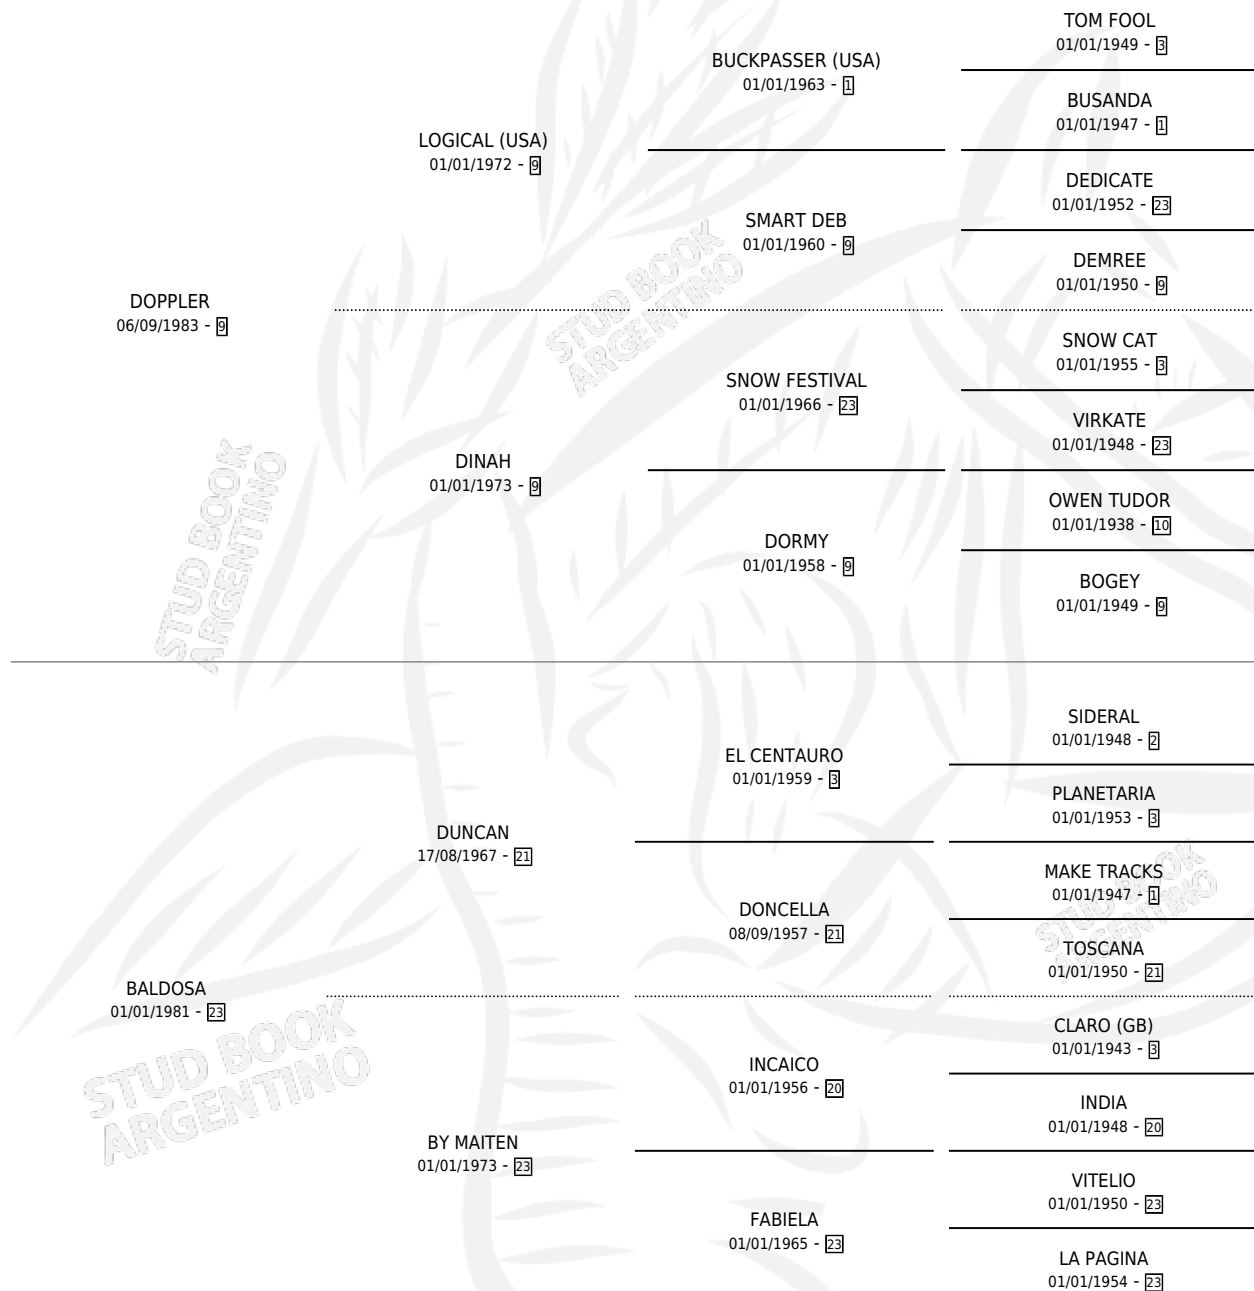 TOM FOOL
01/01/1949 - 3
BUCKPASSER (USA)
01/01/1963 - 1
BUSANDA
01/01/1947 - 1
LOGICAL (USA)
01/01/1972 - 9
DEDICATE
01/01/1952 - 23
SMART DEB
01/01/1960 - 9
DEMREE
01/01/1950 - 9
DOPPLER
06/09/1983 - 9
SNOW CAT
01/01/1955 - 3
SNOW FESTIVAL
01/01/1966 - 23
VIRKATE
01/01/1948 - 23
DINAH
01/01/1973 - 9
OWEN TUDOR
01/01/1938 - 10
DORMY
01/01/1958 - 9
BOGEY
01/01/1949 - 9
STUD BOOK
ARGENTINO
STUD BOOK
ARGENTINO
SIDERAL
01/01/1948 - 2
EL CENTAURO
01/01/1959 - 3
PLANETARIA
01/01/1953 - 3
DUNCAN
17/08/1967 - 21
MAKE TRACKS
01/01/1947 - 1
DONCELLA
08/09/1957 - 21
TOSCANA
01/01/1950 - 21
STUD BOOK
ARGENTINO
BALDOSA
01/01/1981 - 23
CLARO (GB)
01/01/1943 - 3
INCAICO
01/01/1956 - 20
INDIA
01/01/1948 - 20
BY MAITEN
01/01/1973 - 23
VITELIO
01/01/1950 - 23
FABIELA
01/01/1965 - 23
LA PAGINA
01/01/1954 - 23
STUD BOOK
ARGENTINO